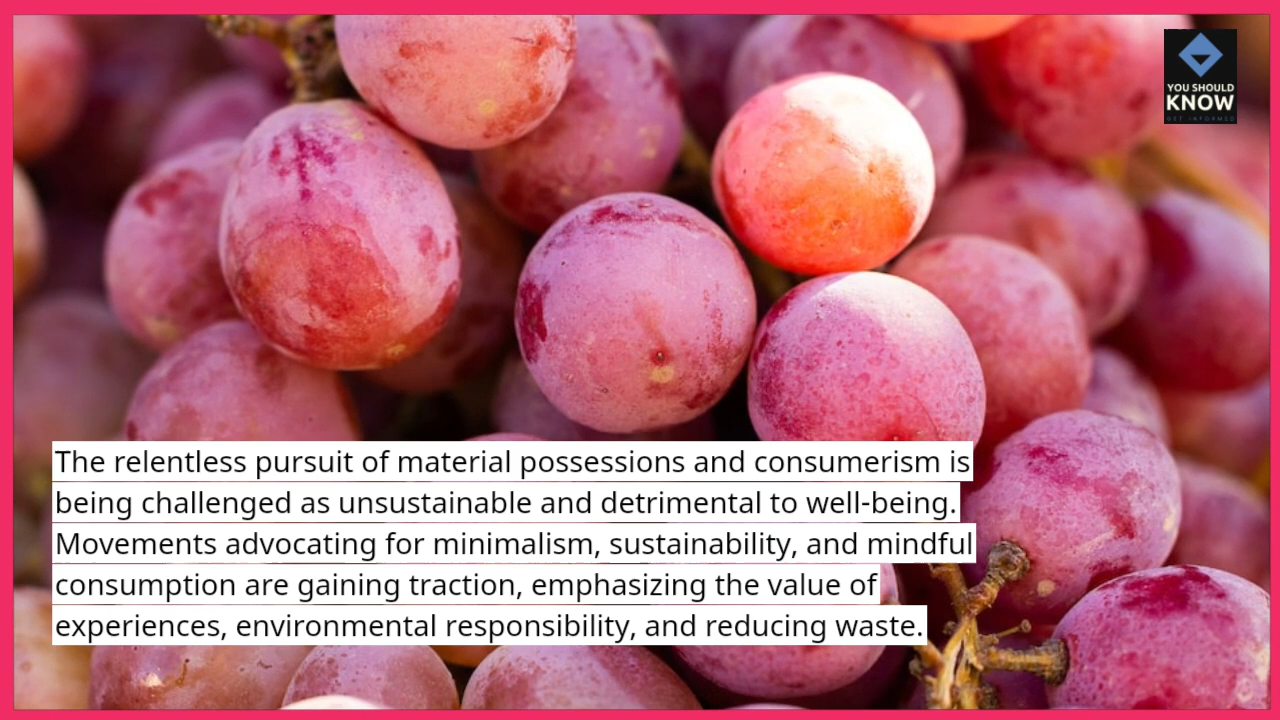 YOU SHOULD
KNOW
GET INFORMED
The relentless pursuit of material possessions and consumerism is
being challenged as unsustainable and detrimental to well-being.
Movements advocating for minimalism, sustainability, and mindful
consumption are gaining traction, emphasizing the value of
experiences, environmental responsibility, and reducing waste.